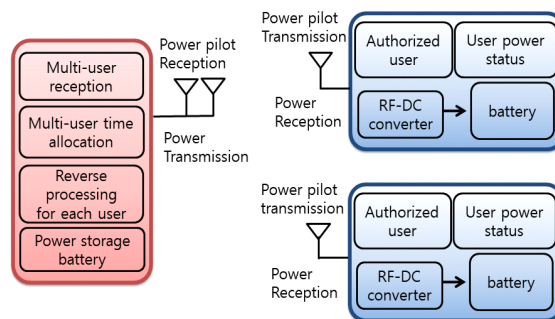 Multi-user
reception
Multi-user time
allocation
Reverse
processing
for each user
Power storage
battery
Power pilot
Reception
Power
Transmission
Power pilot
Transmission
Power
Reception
Authorized
user
User power
status
RF-DC
converter
battery
Power pilot
transmission
Power
Reception
Authorized
user
User power
status
RF-DC
converter
battery